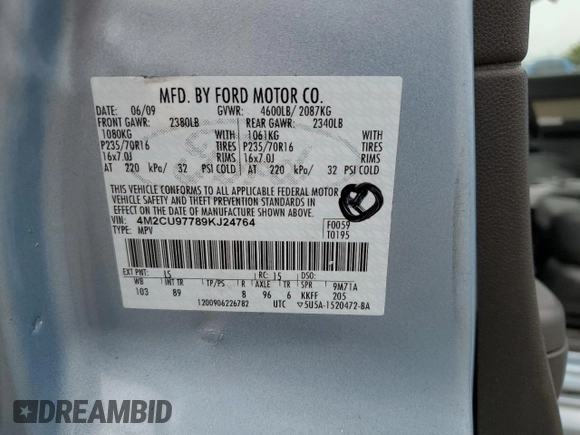 MFD. BY FORD MOTOR CO.
DATE: 06/09 GVWR: 4600LB/ 2087KG
FRONT GAWR: 2380LB REAR GAWR: 2340LB
1080KG WITH 1061KG WITH
P235/70R16 TIRES P235/70R16 TIRES
16x7.0J RIMS 16x7.0J RIMS
AT 220 kPa/ 32 PSI COLD AT 220 kPa/ 32 PSI COLD
THIS VEHICLE CONFORMS TO ALL APPLICABLE FEDERAL MOTOR
VEHICLE SAFETY AND THEFT PREVENTION STANDARDS IN
EFFECT ON THE DATE OF MANUFACTURE SHOWN ABOVE.
VIN: 4M2CU97789KJ24764 F0059
TYPE: MPV T0195
EXT PNT: LS RC: 15 DSO:
WB INT TR TP/PS R AXLE TR SPR 9M71A
103 89 8 96 6 KKFF 205
1200906226782 UTC ▽5U5A-1520472-BA
DREAMBID